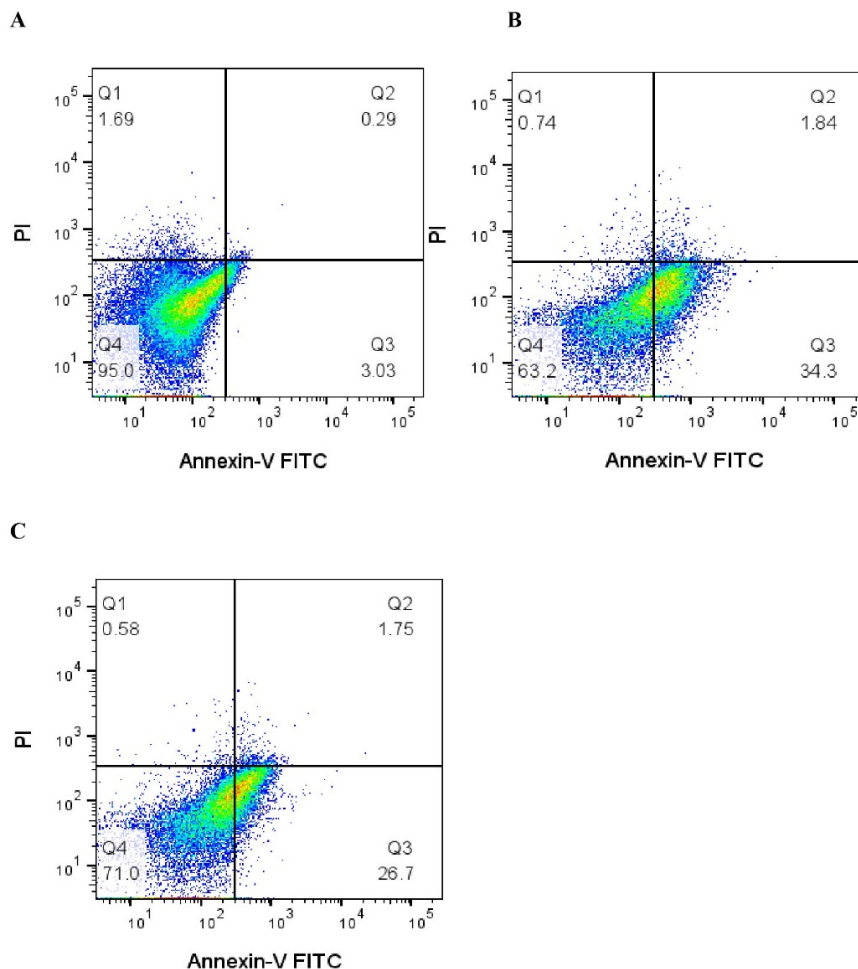 A
Q1
1.69
Q2
0.29
Q4
95.0
Q3
3.03
10^5
10^4
10^3
10^2
10^1
PI
10^1 10^2 10^3 10^4 10^5
Annexin-V FITC
B
Q1
0.74
Q2
1.84
Q4
63.2
Q3
34.3
10^5
10^4
10^3
10^2
10^1
PI
10^1 10^2 10^3 10^4 10^5
Annexin-V FITC
C
Q1
0.58
Q2
1.75
Q4
71.0
Q3
26.7
10^5
10^4
10^3
10^2
10^1
PI
10^1 10^2 10^3 10^4 10^5
Annexin-V FITC